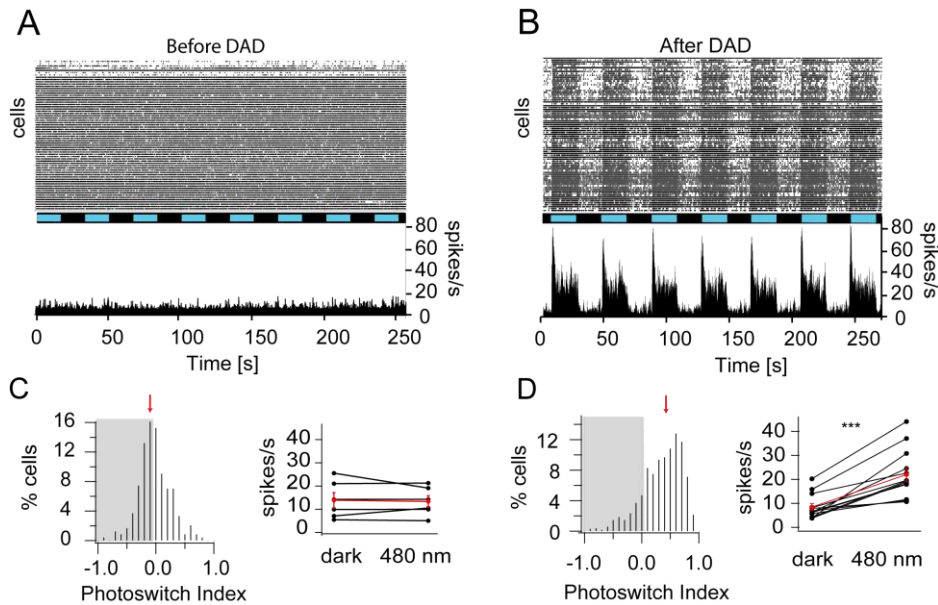 A
Before DAD
cells
80
60
40
20
0
spikes/s
0 50 100 150 200 250
Time [s]
B
After DAD
cells
80
60
40
20
0
spikes/s
0 50 100 150 200 250
Time [s]
C
% cells
16
12
8
4
0
-1.0 0.0 1.0
Photoswitch Index
spikes/s
40
30
20
10
0
dark 480 nm
D
% cells
12
8
4
0
-1.0 0.0 1.0
Photoswitch Index
spikes/s
40
30
20
10
0
***
dark 480 nm